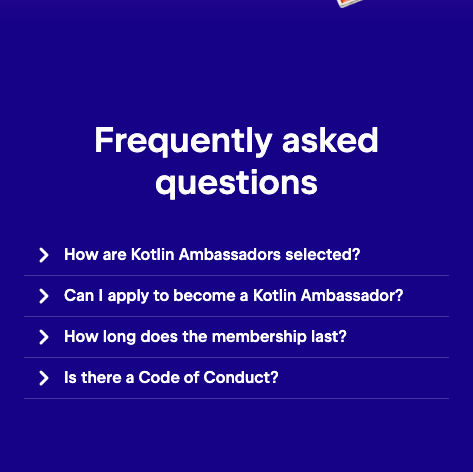 Frequently asked
questions
How are Kotlin Ambassadors selected?
Can I apply to become a Kotlin Ambassador?
How long does the membership last?
Is there a Code of Conduct?